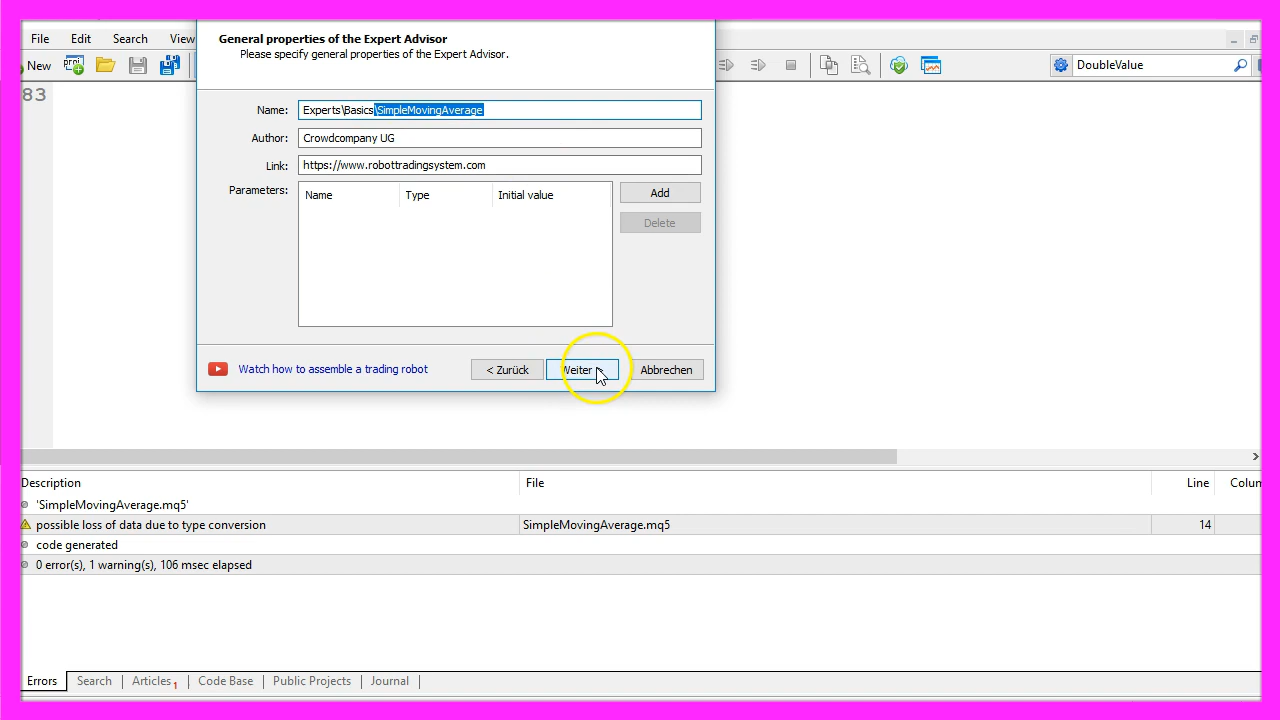 General properties of the Expert Advisor
Please specify general properties of the Expert Advisor.
File Edit Search View
New
DoubleValue
83
Name: Experts\Basics\SimpleMovingAverage
Author: Crowdcompany UG
Link: https://www.robottradingsystem.com
Parameters: Name Type Initial value
Add
Delete
Watch how to assemble a trading robot
< Zurück Weiter > Abbrechen
Description File Line
'SimpleMovingAverage.mq5'
possible loss of data due to type conversion SimpleMovingAverage.mq5 14
code generated
0 error(s), 1 warning(s), 106 msec elapsed
Errors Search Articles 1 Code Base Public Projects Journal